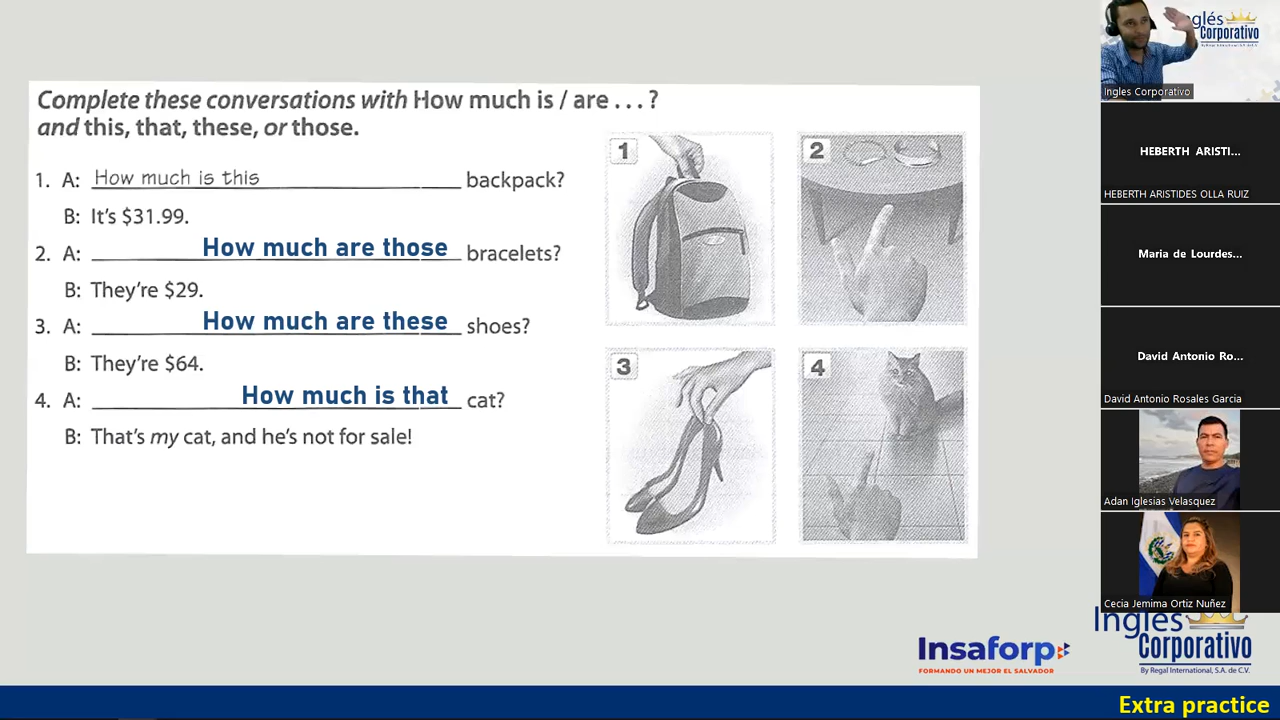 Complete these conversations with How much is / are . . . ?
and this, that, these, or those.
1. A: How much is this backpack?
B: It's $31.99.
2. A: How much are those bracelets?
B: They're $29.
3. A: How much are these shoes?
B: They're $64.
4. A: How much is that cat?
B: That's my cat, and he's not for sale!
1
2
3
4
Inglés
Corporativo
Ingles Corporativo
HEBERTH ARISTI...
HEBERTH ARISTIDES OLLA RUIZ
Maria de Lourdes...
David Antonio Ro...
David Antonio Rosales Garcia
Adan Iglesias Velasquez
Cecia Jemima Ortiz Nuñez
Insaforp
FORMANDO UN MEJOR EL SALVADOR
Inglés
Corporativo
By Regal International, S.A. de C.V.
Extra practice